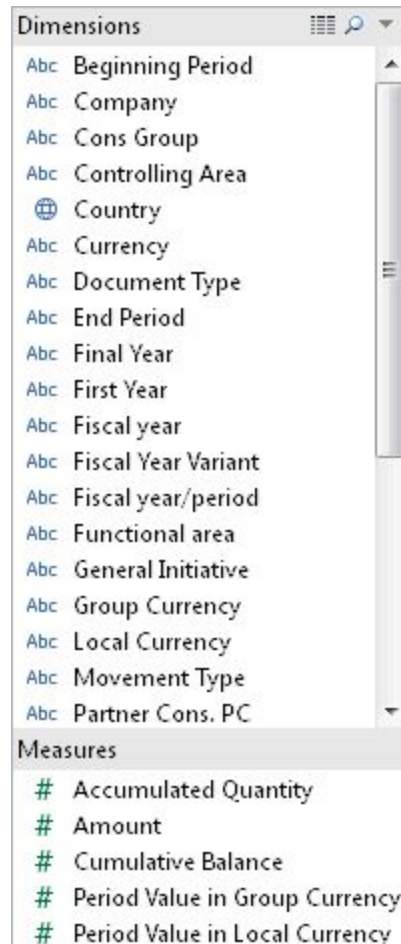 Dimensions
Abc Beginning Period
Abc Company
Abc Cons Group
Abc Controlling Area
Country
Abc Currency
Abc Document Type
Abc End Period
Abc Final Year
Abc First Year
Abc Fiscal year
Abc Fiscal Year Variant
Abc Fiscal year/period
Abc Functional area
Abc General Initiative
Abc Group Currency
Abc Local Currency
Abc Movement Type
Abc Partner Cons. PC
Measures
# Accumulated Quantity
# Amount
# Cumulative Balance
# Period Value in Group Currency
# Period Value in Local Currency